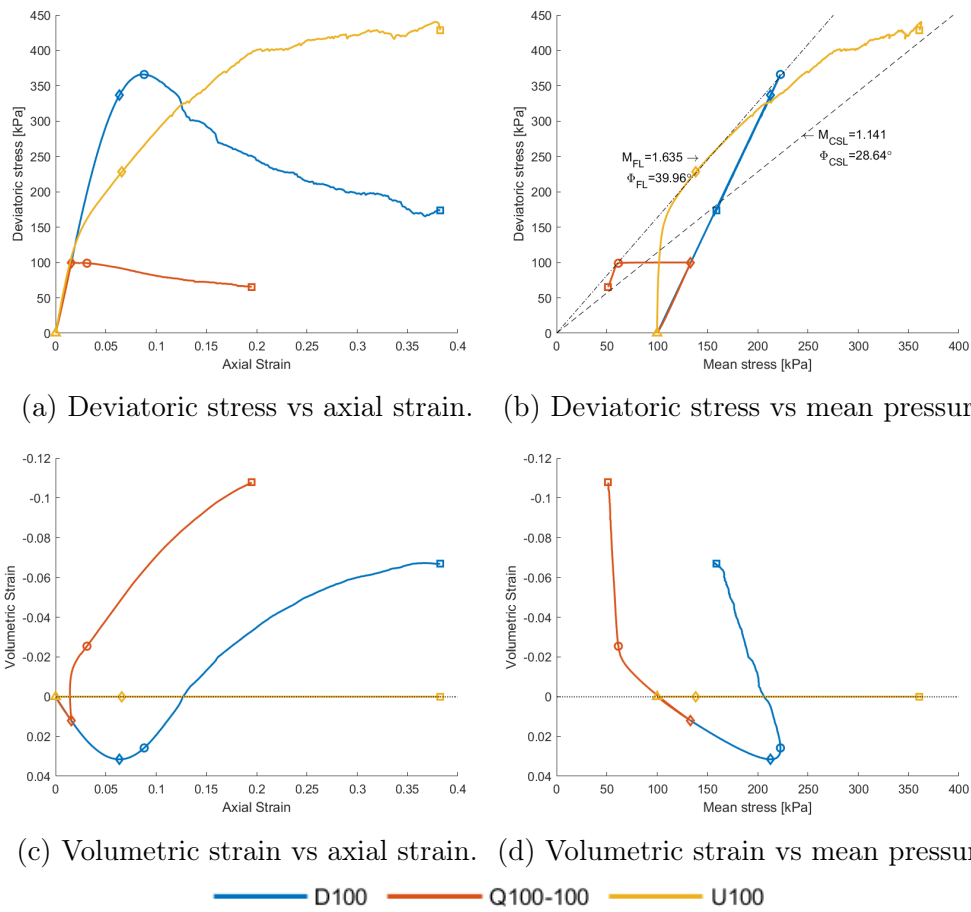 450
400
350
300
250
200
150
100
50
0
Deviatoric stress [kPa]
0 0.05 0.1 0.15 0.2 0.25 0.3 0.35 0.4
Axial Strain
450
400
350
300
250
200
150
100
50
0
Deviatoric stress [kPa]
M_FL=1.635 →
Φ_FL=39.96°
← M_CSL=1.141
Φ_CSL=28.64°
0 50 100 150 200 250 300 350 400
Mean stress [kPa]
(a) Deviatoric stress vs axial strain.
(b) Deviatoric stress vs mean pressur
-0.12
-0.1
-0.08
-0.06
-0.04
-0.02
0
0.02
0.04
Volumetric Strain
0 0.05 0.1 0.15 0.2 0.25 0.3 0.35 0.4
Axial Strain
-0.12
-0.1
-0.08
-0.06
-0.04
-0.02
0
0.02
0.04
Volumetric Strain
0 50 100 150 200 250 300 350 400
Mean stress [kPa]
(c) Volumetric strain vs axial strain.
(d) Volumetric strain vs mean pressur
D100 Q100-100 U100